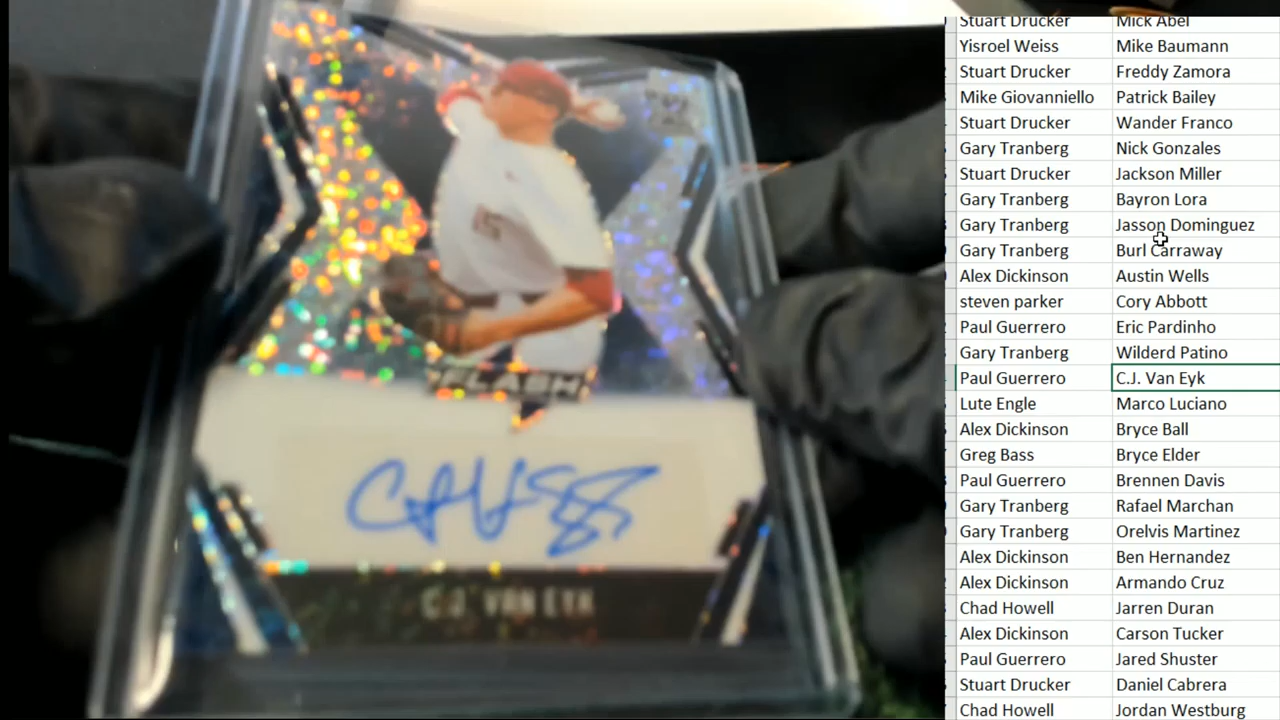 FLASH
15
C.J. VAN EYK
Stuart Drucker Mick Abel
Yisroel Weiss Mike Baumann
Stuart Drucker Freddy Zamora
Mike Giovanniello Patrick Bailey
Stuart Drucker Wander Franco
Gary Tranberg Nick Gonzales
Stuart Drucker Jackson Miller
Gary Tranberg Bayron Lora
Gary Tranberg Jasson Dominguez
Gary Tranberg Burl Carraway
Alex Dickinson Austin Wells
steven parker Cory Abbott
Paul Guerrero Eric Pardinho
Gary Tranberg Wilderd Patino
Paul Guerrero C.J. Van Eyk
Lute Engle Marco Luciano
Alex Dickinson Bryce Ball
Greg Bass Bryce Elder
Paul Guerrero Brennen Davis
Gary Tranberg Rafael Marchan
Gary Tranberg Orelvis Martinez
Alex Dickinson Ben Hernandez
Alex Dickinson Armando Cruz
Chad Howell Jarren Duran
Alex Dickinson Carson Tucker
Paul Guerrero Jared Shuster
Stuart Drucker Daniel Cabrera
Chad Howell Jordan Westburg